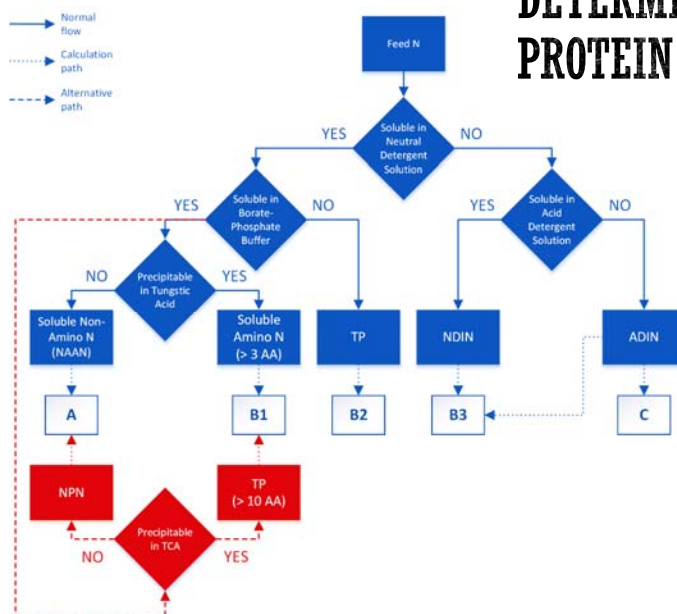 Normal
flow
Calculation
path
Alternative
path
PROTEIN
Feed N
YES
Soluble in
Neutral
Detergent
Solution
NO
YES
Soluble in
Borate-
Phosphate
Buffer
NO
YES
Soluble in
Acid
Detergent
Solution
NO
NO
Precipitable
in Tungstic
Acid
YES
Soluble Non-
Amino N
(NAAN)
Soluble
Amino N
(> 3 AA)
TP
NDIN
ADIN
A
B1
B2
B3
C
NPN
TP
(> 10 AA)
Precipitable
in TCA
NO
YES